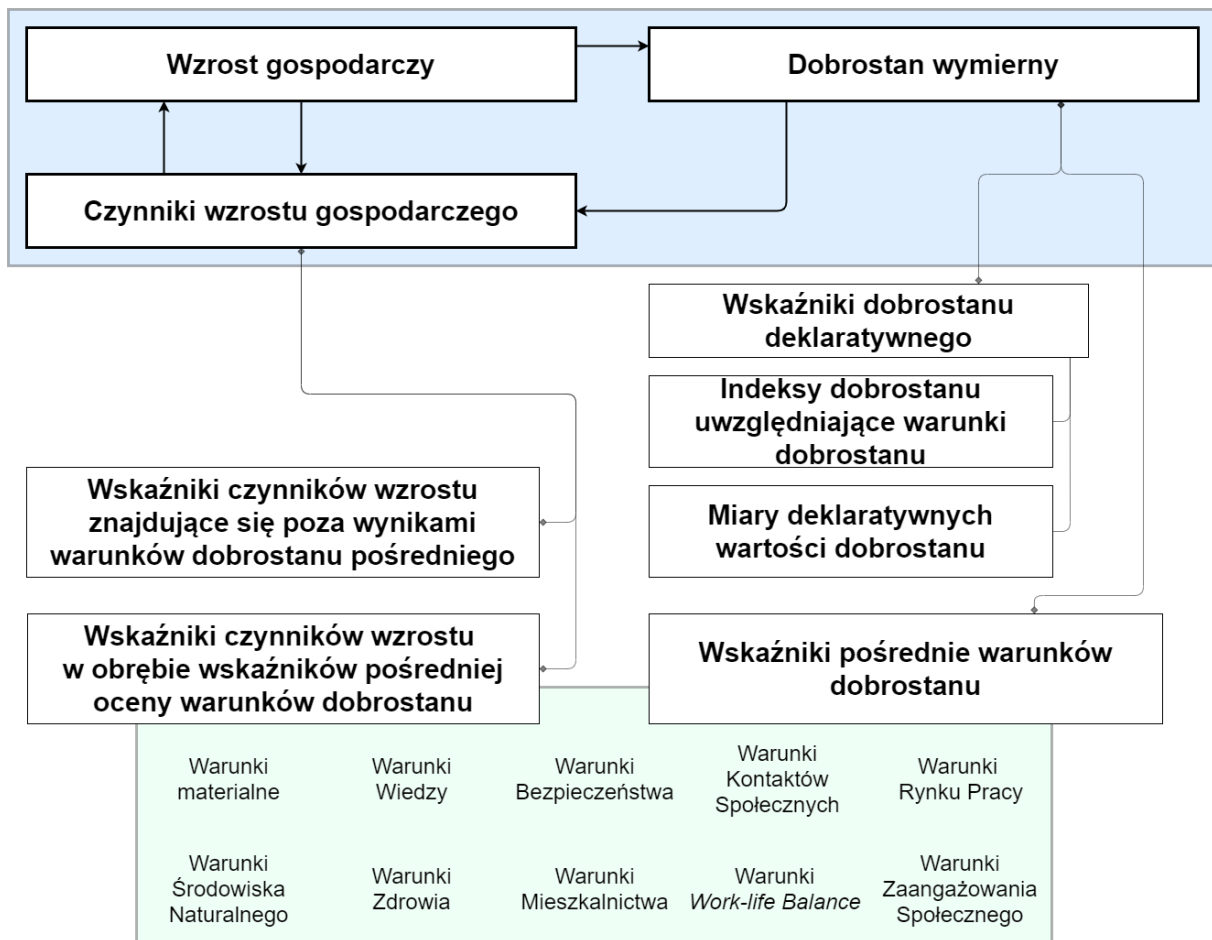 Wzrost gospodarczy
Dobrostan wymierny
Czynniki wzrostu gospodarczego
Wskaźniki dobrostanu
deklaratywnego
Indeksy dobrostanu
uwzględniające warunki
dobrostanu
Wskaźniki czynników wzrostu
znajdujące się poza wynikami
warunków dobrostanu pośredniego
Miary deklaratywnych
wartości dobrostanu
Wskaźniki czynników wzrostu
w obrębie wskaźników pośredniej
oceny warunków dobrostanu
Wskaźniki pośrednie warunków
dobrostanu
Warunki
materialne
Warunki
Wiedzy
Warunki
Bezpieczeństwa
Warunki
Kontaktów
Społecznych
Warunki
Rynku Pracy
Warunki
Środowiska
Naturalnego
Warunki
Zdrowia
Warunki
Mieszkalnictwa
Warunki
Work-life Balance
Warunki
Zaangażowania
Społecznego